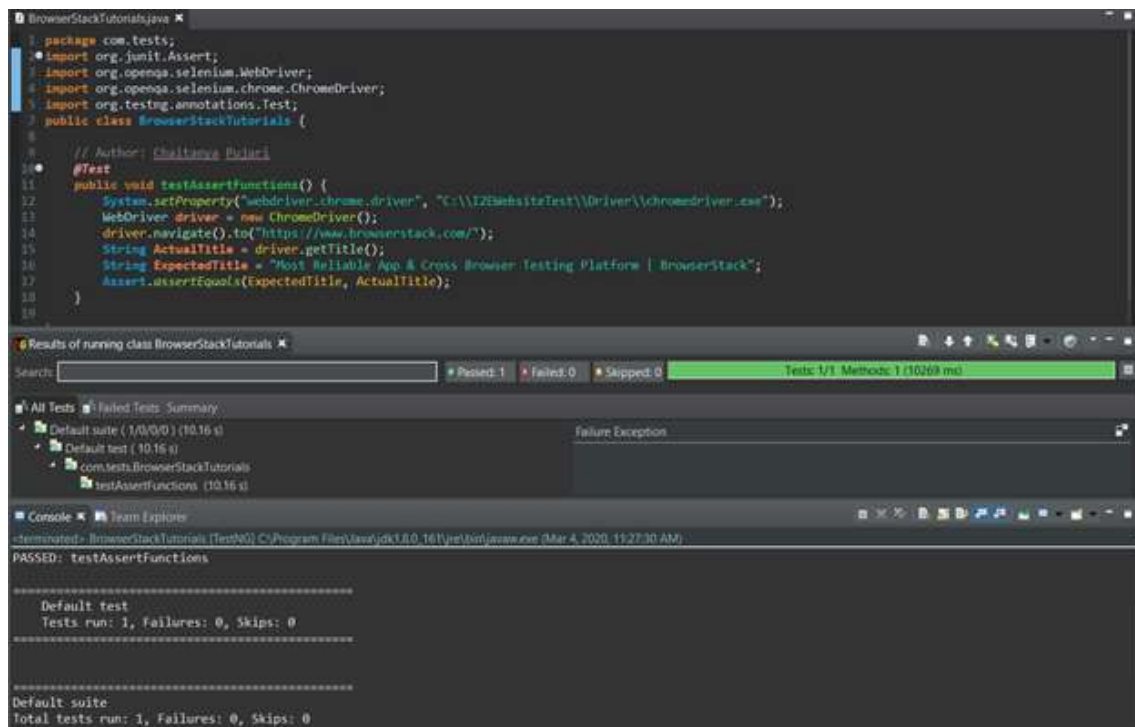 BrowserStackTutorials.java
1 package com.tests;
2 import org.junit.Assert;
3 import org.openqa.selenium.WebDriver;
4 import org.openqa.selenium.chrome.ChromeDriver;
5 import org.testng.annotations.Test;
7 public class BrowserStackTutorials {
8
9 // Author: Chaitanya Pujari
10 @Test
11 public void testAssertFunctions() {
12 System.setProperty("webdriver.chrome.driver", "C:\\I2EWebsiteTest\\Driver\\chromedriver.exe");
13 WebDriver driver = new ChromeDriver();
14 driver.navigate().to("https://www.browserstack.com/");
15 String ActualTitle = driver.getTitle();
16 String ExpectedTitle = "Most Reliable App & Cross Browser Testing Platform | BrowserStack";
17 Assert.assertEquals(ExpectedTitle, ActualTitle);
18 }
19
Results of running class BrowserStackTutorials
Search: Passed: 1 Failed: 0 Skipped: 0 Tests: 1/1 Methods: 1 (10269 ms)
All Tests Failed Tests Summary
Default suite ( 1/0/0/0 ) (10.16 s) Failure Exception
Default test ( 10.16 s)
com.tests.BrowserStackTutorials
testAssertFunctions (10.16 s)
Console Team Explorer
<terminated> BrowserStackTutorials [TestNG] C:\Program Files\Java\jdk1.8.0_161\jre\bin\javaw.exe (Mar 4, 2020, 11:27:30 AM)
PASSED: testAssertFunctions
===============================================
Default test
Tests run: 1, Failures: 0, Skips: 0
===============================================
===============================================
Default suite
Total tests run: 1, Failures: 0, Skips: 0